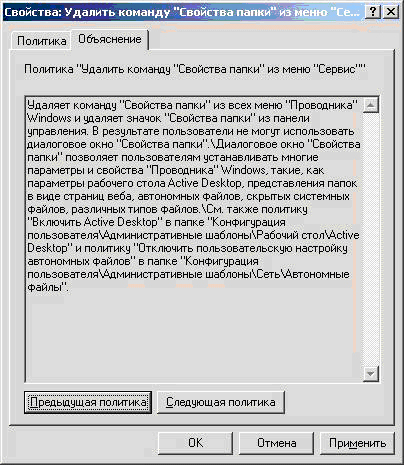 Свойства: Удалить команду "Свойства папки" из меню "Се...
Политика
Объяснение
Политика "Удалить команду "Свойства папки" из меню "Сервис""
Удаляет команду "Свойства папки" из всех меню "Проводника"
Windows и удаляет значок "Свойства папки" из панели
управления. В результате пользователи не могут использовать
диалоговое окно "Свойства папки".\Диалоговое окно "Свойства
папки" позволяет пользователям устанавливать многие
параметры и свойства "Проводника" Windows, такие, как
параметры рабочего стола Active Desktop, представления папок
в виде страниц веба, автономных файлов, скрытых системных
файлов, различных типов файлов.\См. также политику
"Включить Active Desktop" в папке "Конфигурация
пользователя\Административные шаблоны\Рабочий стол\Active
Desktop" и политику "Отключить пользовательскую настройку
автономных файлов" в папке "Конфигурация
пользователя\Административные шаблоны\Сеть\Автономные
файлы".
Предыдущая политика
Следующая политика
OK
Отмена
Применить